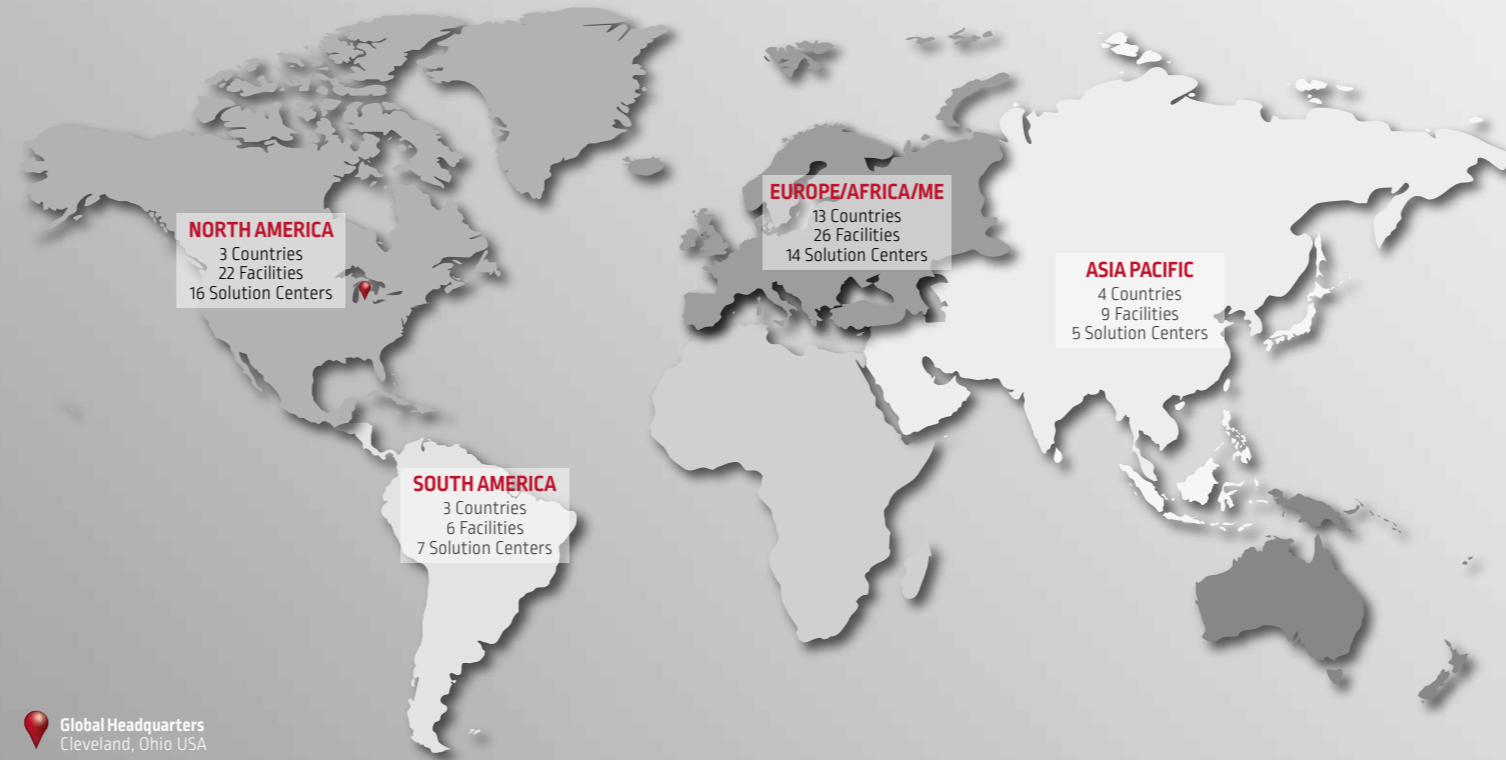 NORTH AMERICA
3 Countries
22 Facilities
16 Solution Centers
EUROPE/AFRICA/ME
13 Countries
26 Facilities
14 Solution Centers
ASIA PACIFIC
4 Countries
9 Facilities
5 Solution Centers
SOUTH AMERICA
3 Countries
6 Facilities
7 Solution Centers
Global Headquarters
Cleveland, Ohio USA